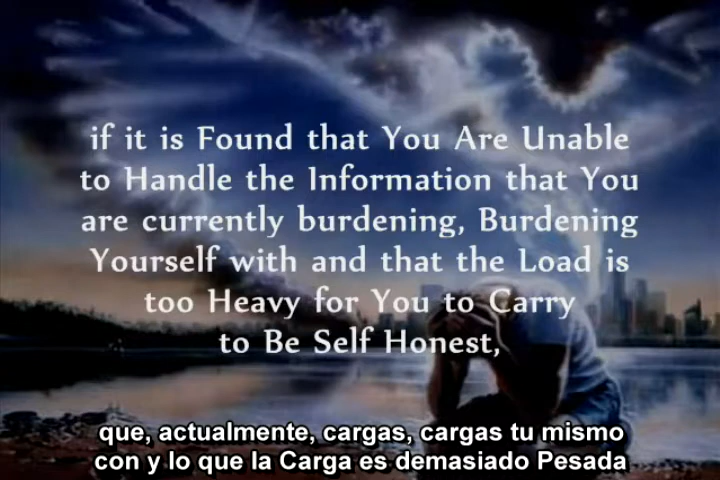 if it is Found that You Are Unable
to Handle the Information that You
are currently burdening, Burdening
Yourself with and that the Load is
too Heavy for You to Carry
to Be Self Honest,
que, actualmente, cargas, cargas tu mismo
con y lo que la Carga es demasiado Pesada